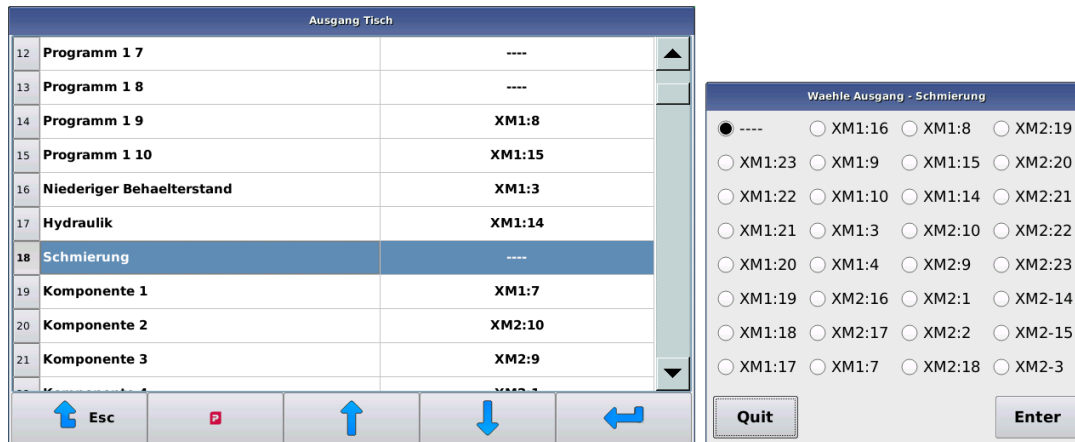 Ausgang Tisch
12 Programm 1 7 ----
13 Programm 1 8 ----
14 Programm 1 9 XM1:8
15 Programm 1 10 XM1:15
16 Niederiger Behaelterstand XM1:3
17 Hydraulik XM1:14
18 Schmierung ----
19 Komponente 1 XM1:7
20 Komponente 2 XM2:10
21 Komponente 3 XM2:9
Esc P
Waehle Ausgang - Schmierung
---- XM1:16 XM1:8 XM2:19
XM1:23 XM1:9 XM1:15 XM2:20
XM1:22 XM1:10 XM1:14 XM2:21
XM1:21 XM1:3 XM2:10 XM2:22
XM1:20 XM1:4 XM2:9 XM2:23
XM1:19 XM2:16 XM2:1 XM2-14
XM1:18 XM2:17 XM2:2 XM2-15
XM1:17 XM1:7 XM2:18 XM2-3
Quit Enter